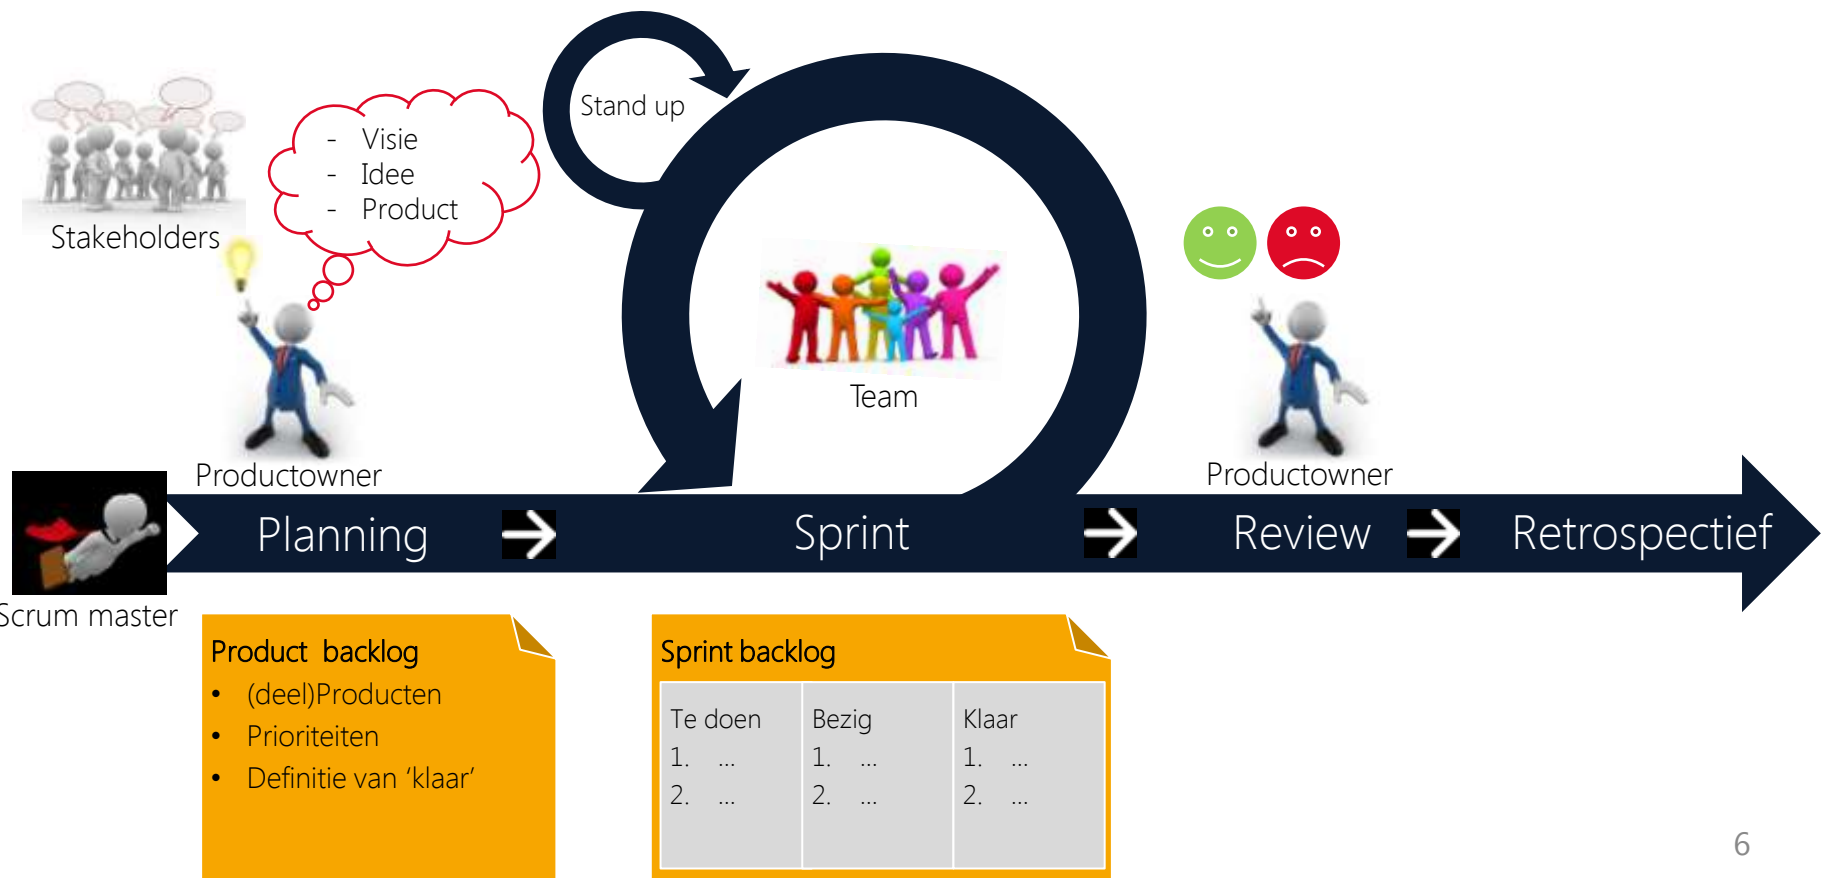 Stand up
- Visie
- Idee
- Product
Stakeholders
Team
Productowner
Productowner
Planning
Sprint
Review
Retrospectief
Scrum master
Product backlog
• (deel)Producten
• Prioriteiten
• Definitie van ‘klaar’
Sprint backlog
Te doen
1. ...
2. ...
Bezig
1. ...
2. ...
Klaar
1. ...
2. ...
6